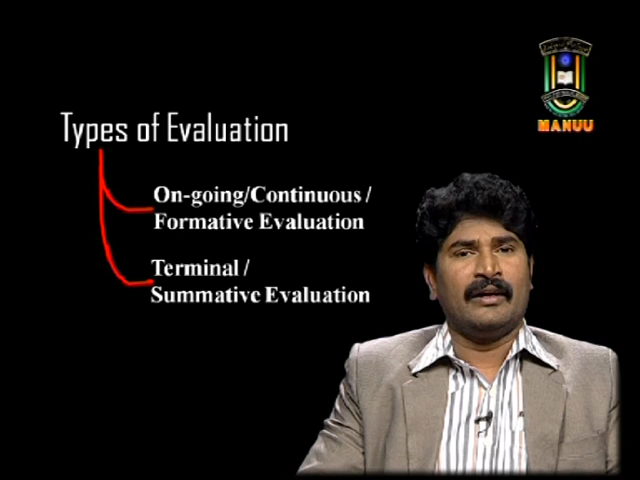 MANUU
Types of Evaluation
On-going/Continuous /
Formative Evaluation
Terminal /
Summative Evaluation